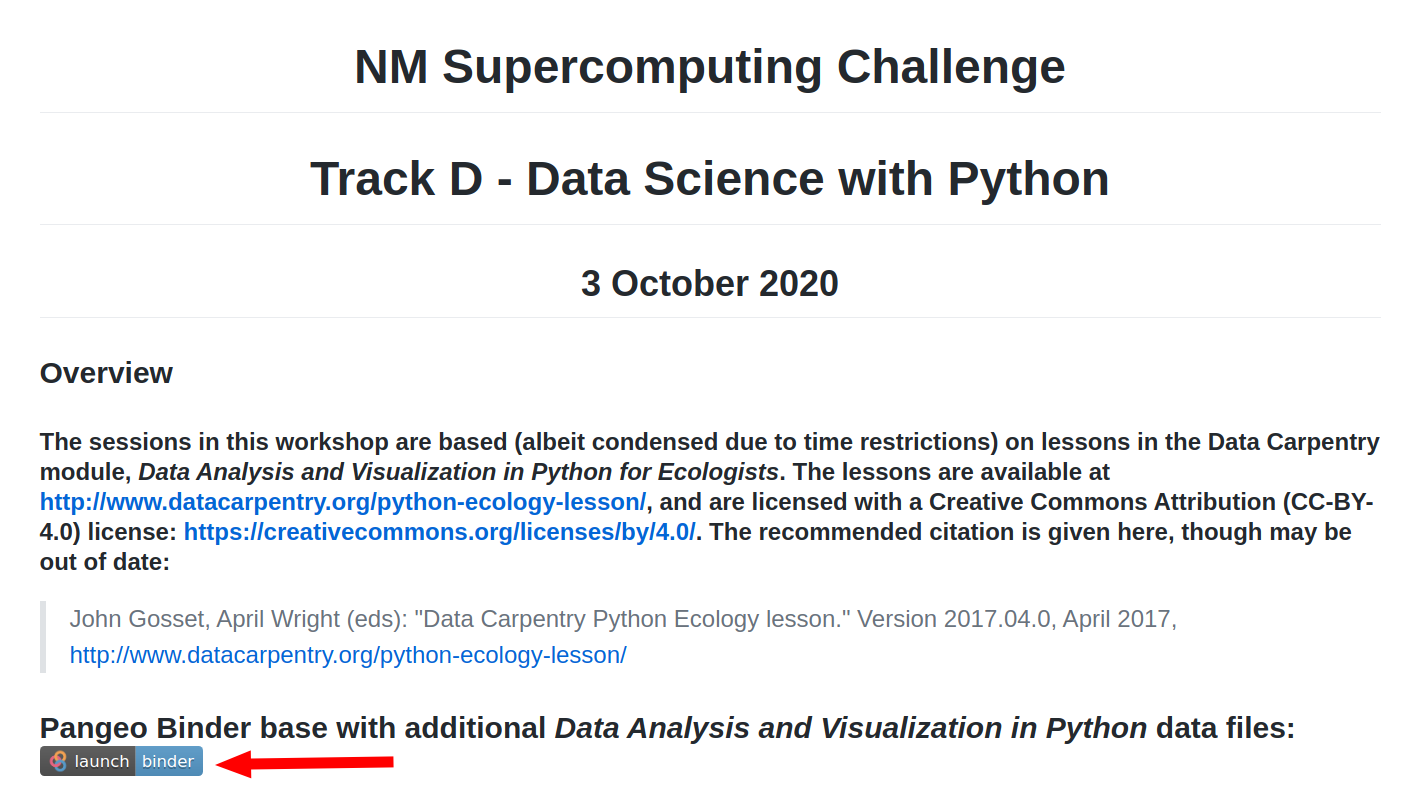 NM Supercomputing Challenge
Track D - Data Science with Python
3 October 2020
Overview
The sessions in this workshop are based (albeit condensed due to time restrictions) on lessons in the Data Carpentry
module, Data Analysis and Visualization in Python for Ecologists. The lessons are available at
http://www.datacarpentry.org/python-ecology-lesson/, and are licensed with a Creative Commons Attribution (CC-BY-
4.0) license: https://creativecommons.org/licenses/by/4.0/. The recommended citation is given here, though may be
out of date:
John Gosset, April Wright (eds): "Data Carpentry Python Ecology lesson." Version 2017.04.0, April 2017,
http://www.datacarpentry.org/python-ecology-lesson/
Pangeo Binder base with additional Data Analysis and Visualization in Python data files:
launch binder